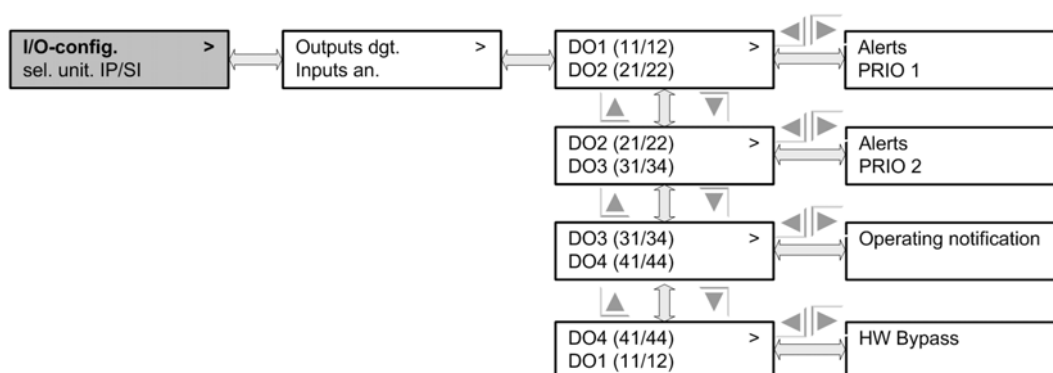 I/O-config. >
sel. unit. IP/SI
Outputs dgt. >
Inputs an.
DO1 (11/12) >
DO2 (21/22)
Alerts
PRIO 1
DO2 (21/22) >
DO3 (31/34)
Alerts
PRIO 2
DO3 (31/34) >
DO4 (41/44)
Operating notification
DO4 (41/44) >
DO1 (11/12)
HW Bypass